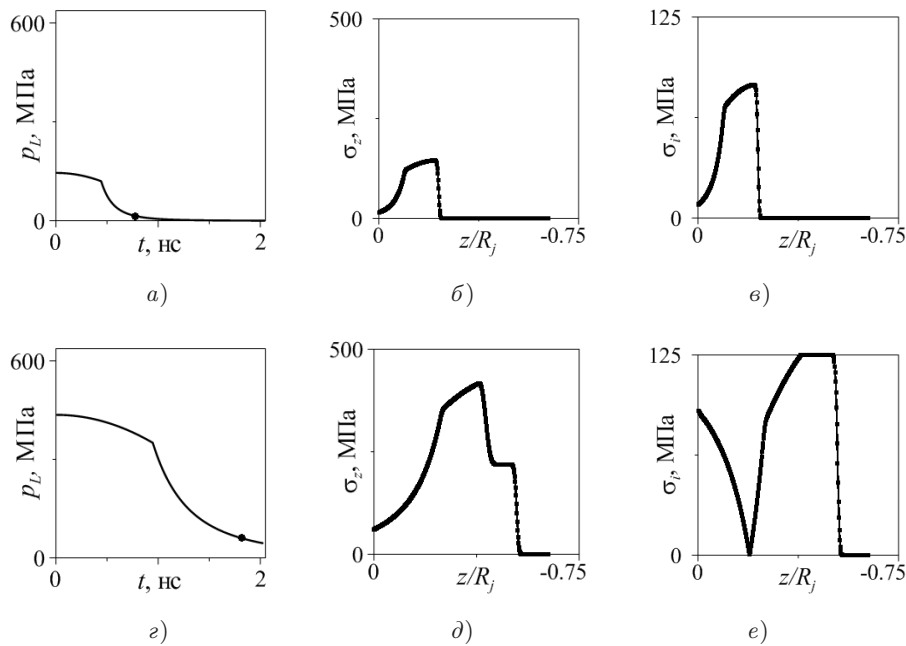 600
p_L, МПа
0
0
t, нс
2
а)
500
σ_z, МПа
0
0
z/R_j
-0.75
б)
125
σ_i, МПа
0
0
z/R_j
-0.75
в)
600
p_L, МПа
0
0
t, нс
2
г)
500
σ_z, МПа
0
0
z/R_j
-0.75
д)
125
σ_i, МПа
0
0
z/R_j
-0.75
е)